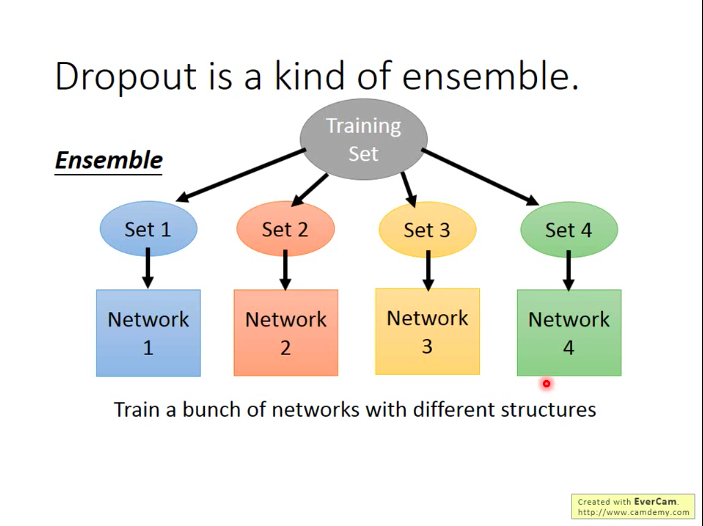 Dropout is a kind of ensemble.
Training
Set
Ensemble
Set 1
Set 2
Set 3
Set 4
Network
1
Network
2
Network
3
Network
4
Train a bunch of networks with different structures
Created with EverCam.
http://www.camdemy.com